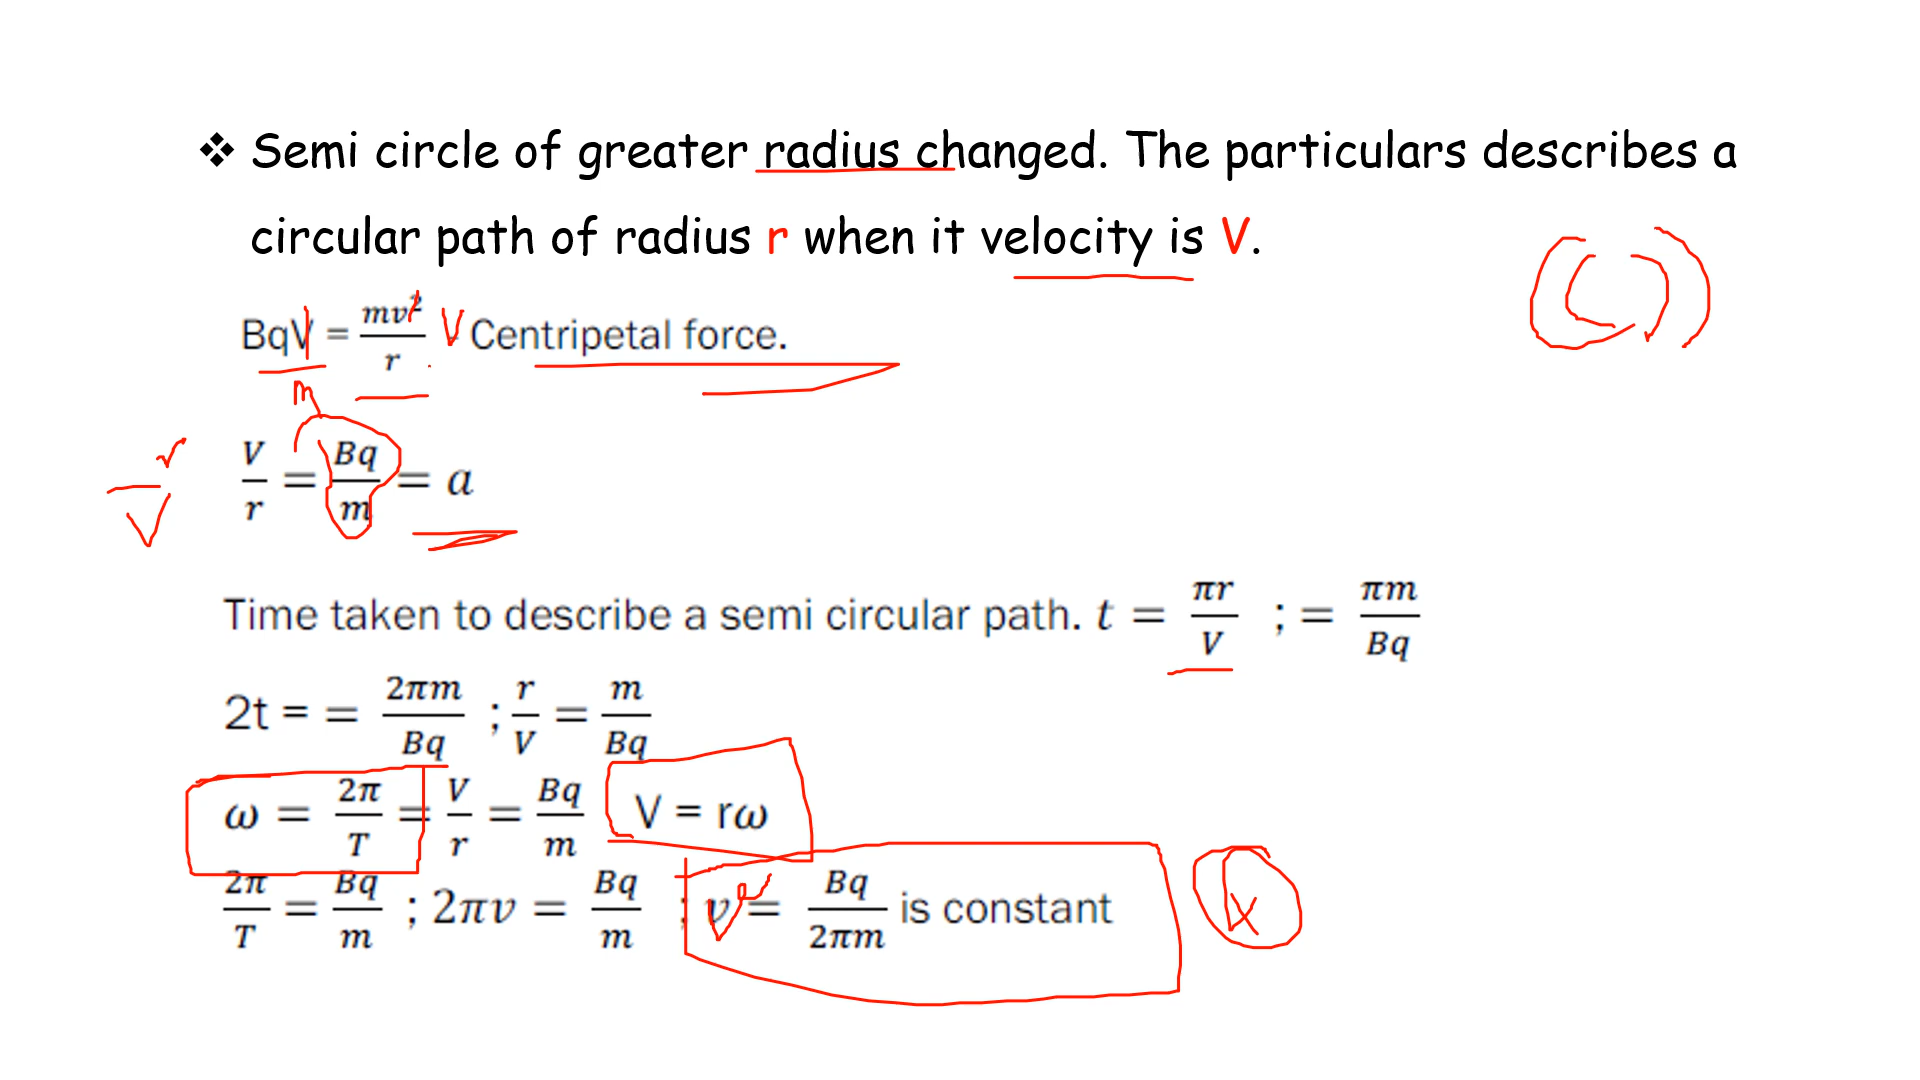 ❖ Semi circle of greater radius changed. The particulars describes a
circular path of radius r when it velocity is V.
BqV = mv²/r V Centripetal force.
m
r/V V/r = Bq/m = a
Time taken to describe a semi circular path. t = πr/V ; = πm/Bq
2t = = 2πm/Bq ; r/V = m/Bq
ω = 2π/T = V/r = Bq/m V = rω
2π/T = Bq/m ; 2πν = Bq/m ; ν = Bq/2πm is constant